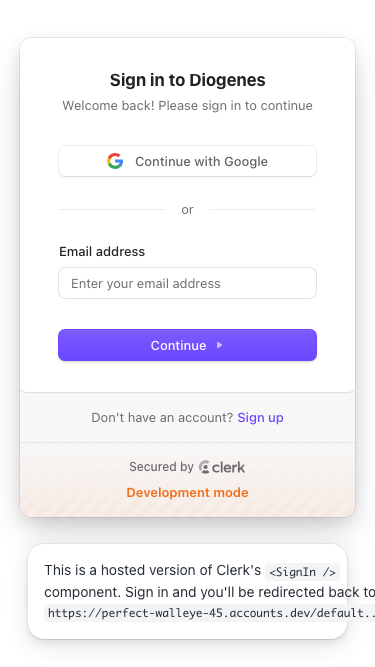 Sign in to Diogenes
Welcome back! Please sign in to continue
Continue with Google
or
Email address
Enter your email address
Continue
Don't have an account? Sign up
Secured by clerk
Development mode
This is a hosted version of Clerk's <SignIn />
component. Sign in and you'll be redirected back to
https://perfect-walleye-45.accounts.dev/default..